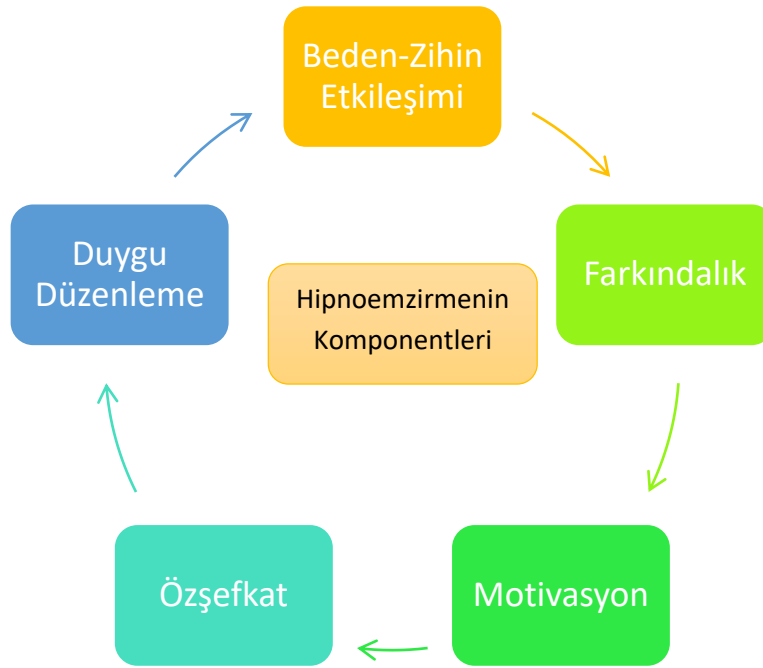 Beden-Zihin
Etkileşimi
Farkındalık
Motivasyon
Özşefkat
Duygu
Düzenleme
Hipnoemzirmenin
Komponentleri